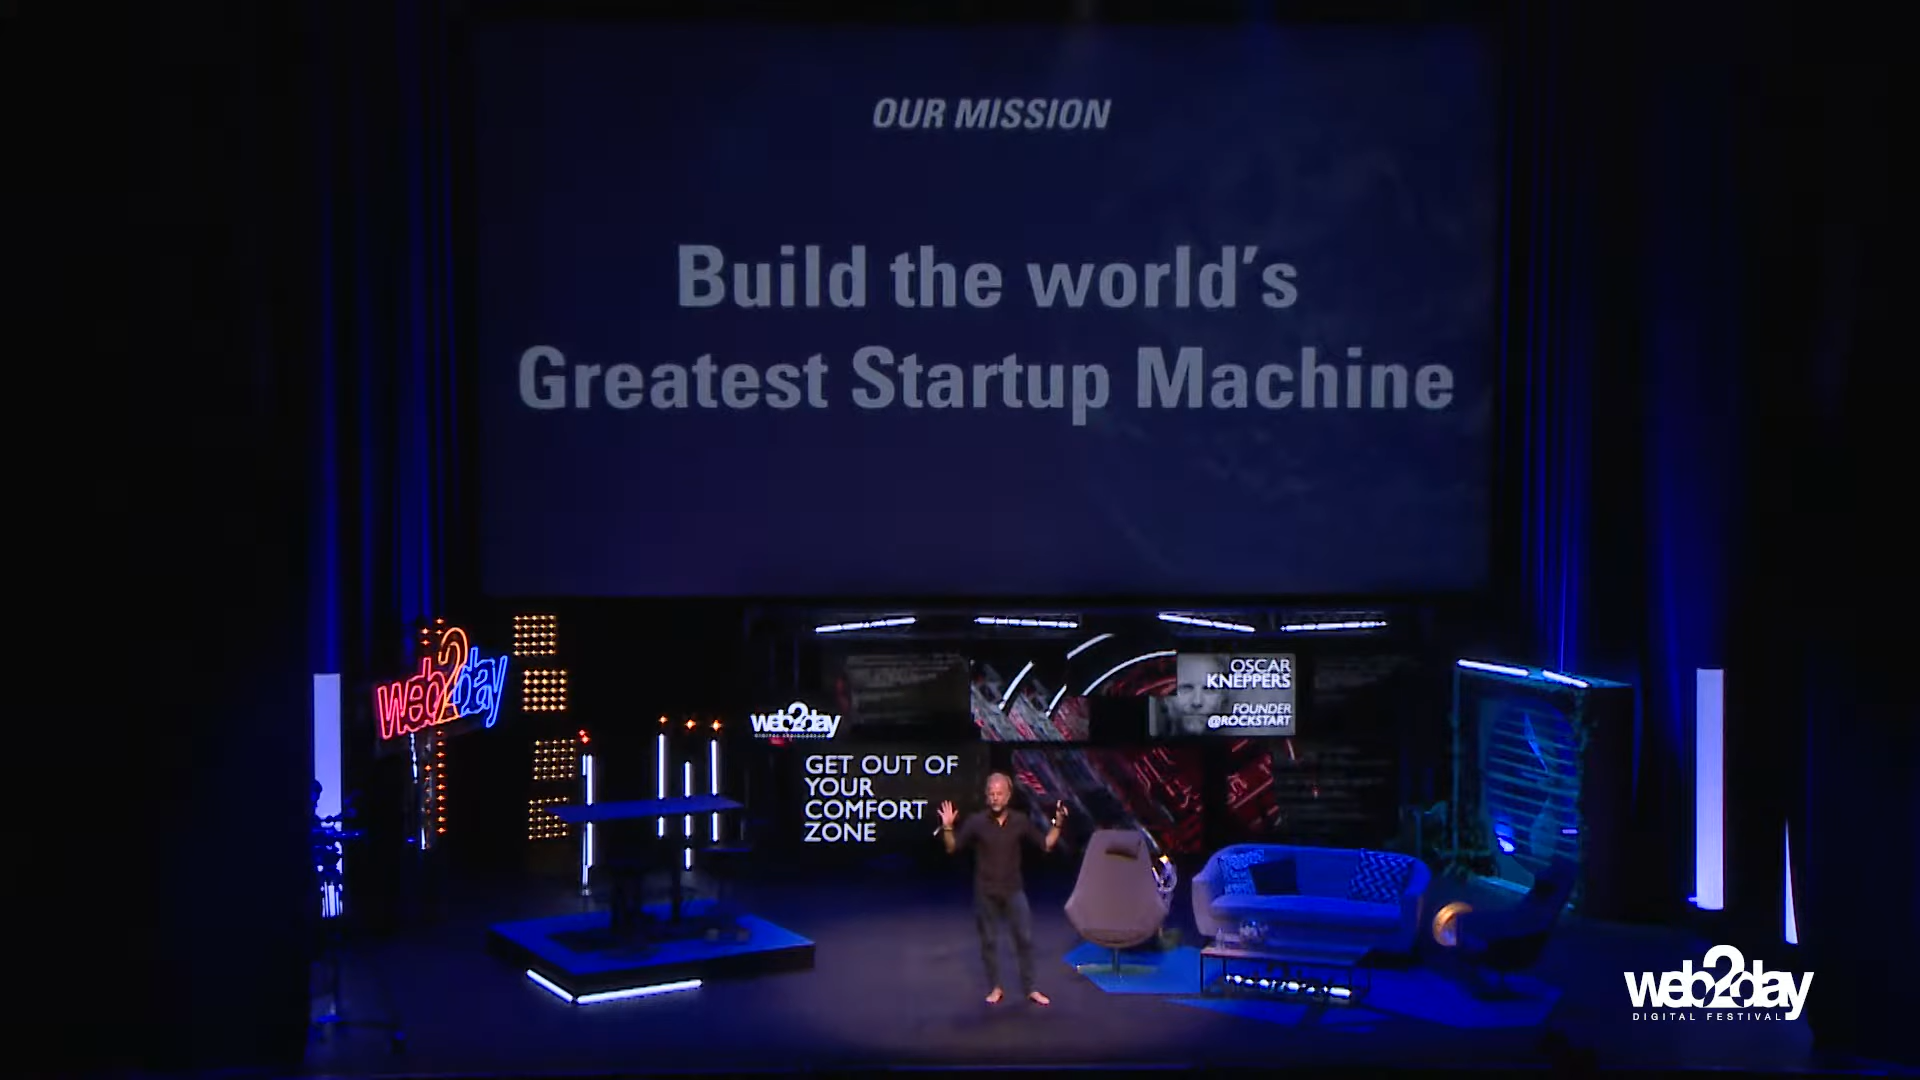 OUR MISSION
Build the world's
Greatest Startup Machine
web2day
OSCAR
KNEPPERS
FOUNDER
@ROCKSTART
web2day
GET OUT OF
YOUR
COMFORT
ZONE
web2day
DIGITAL FESTIVAL